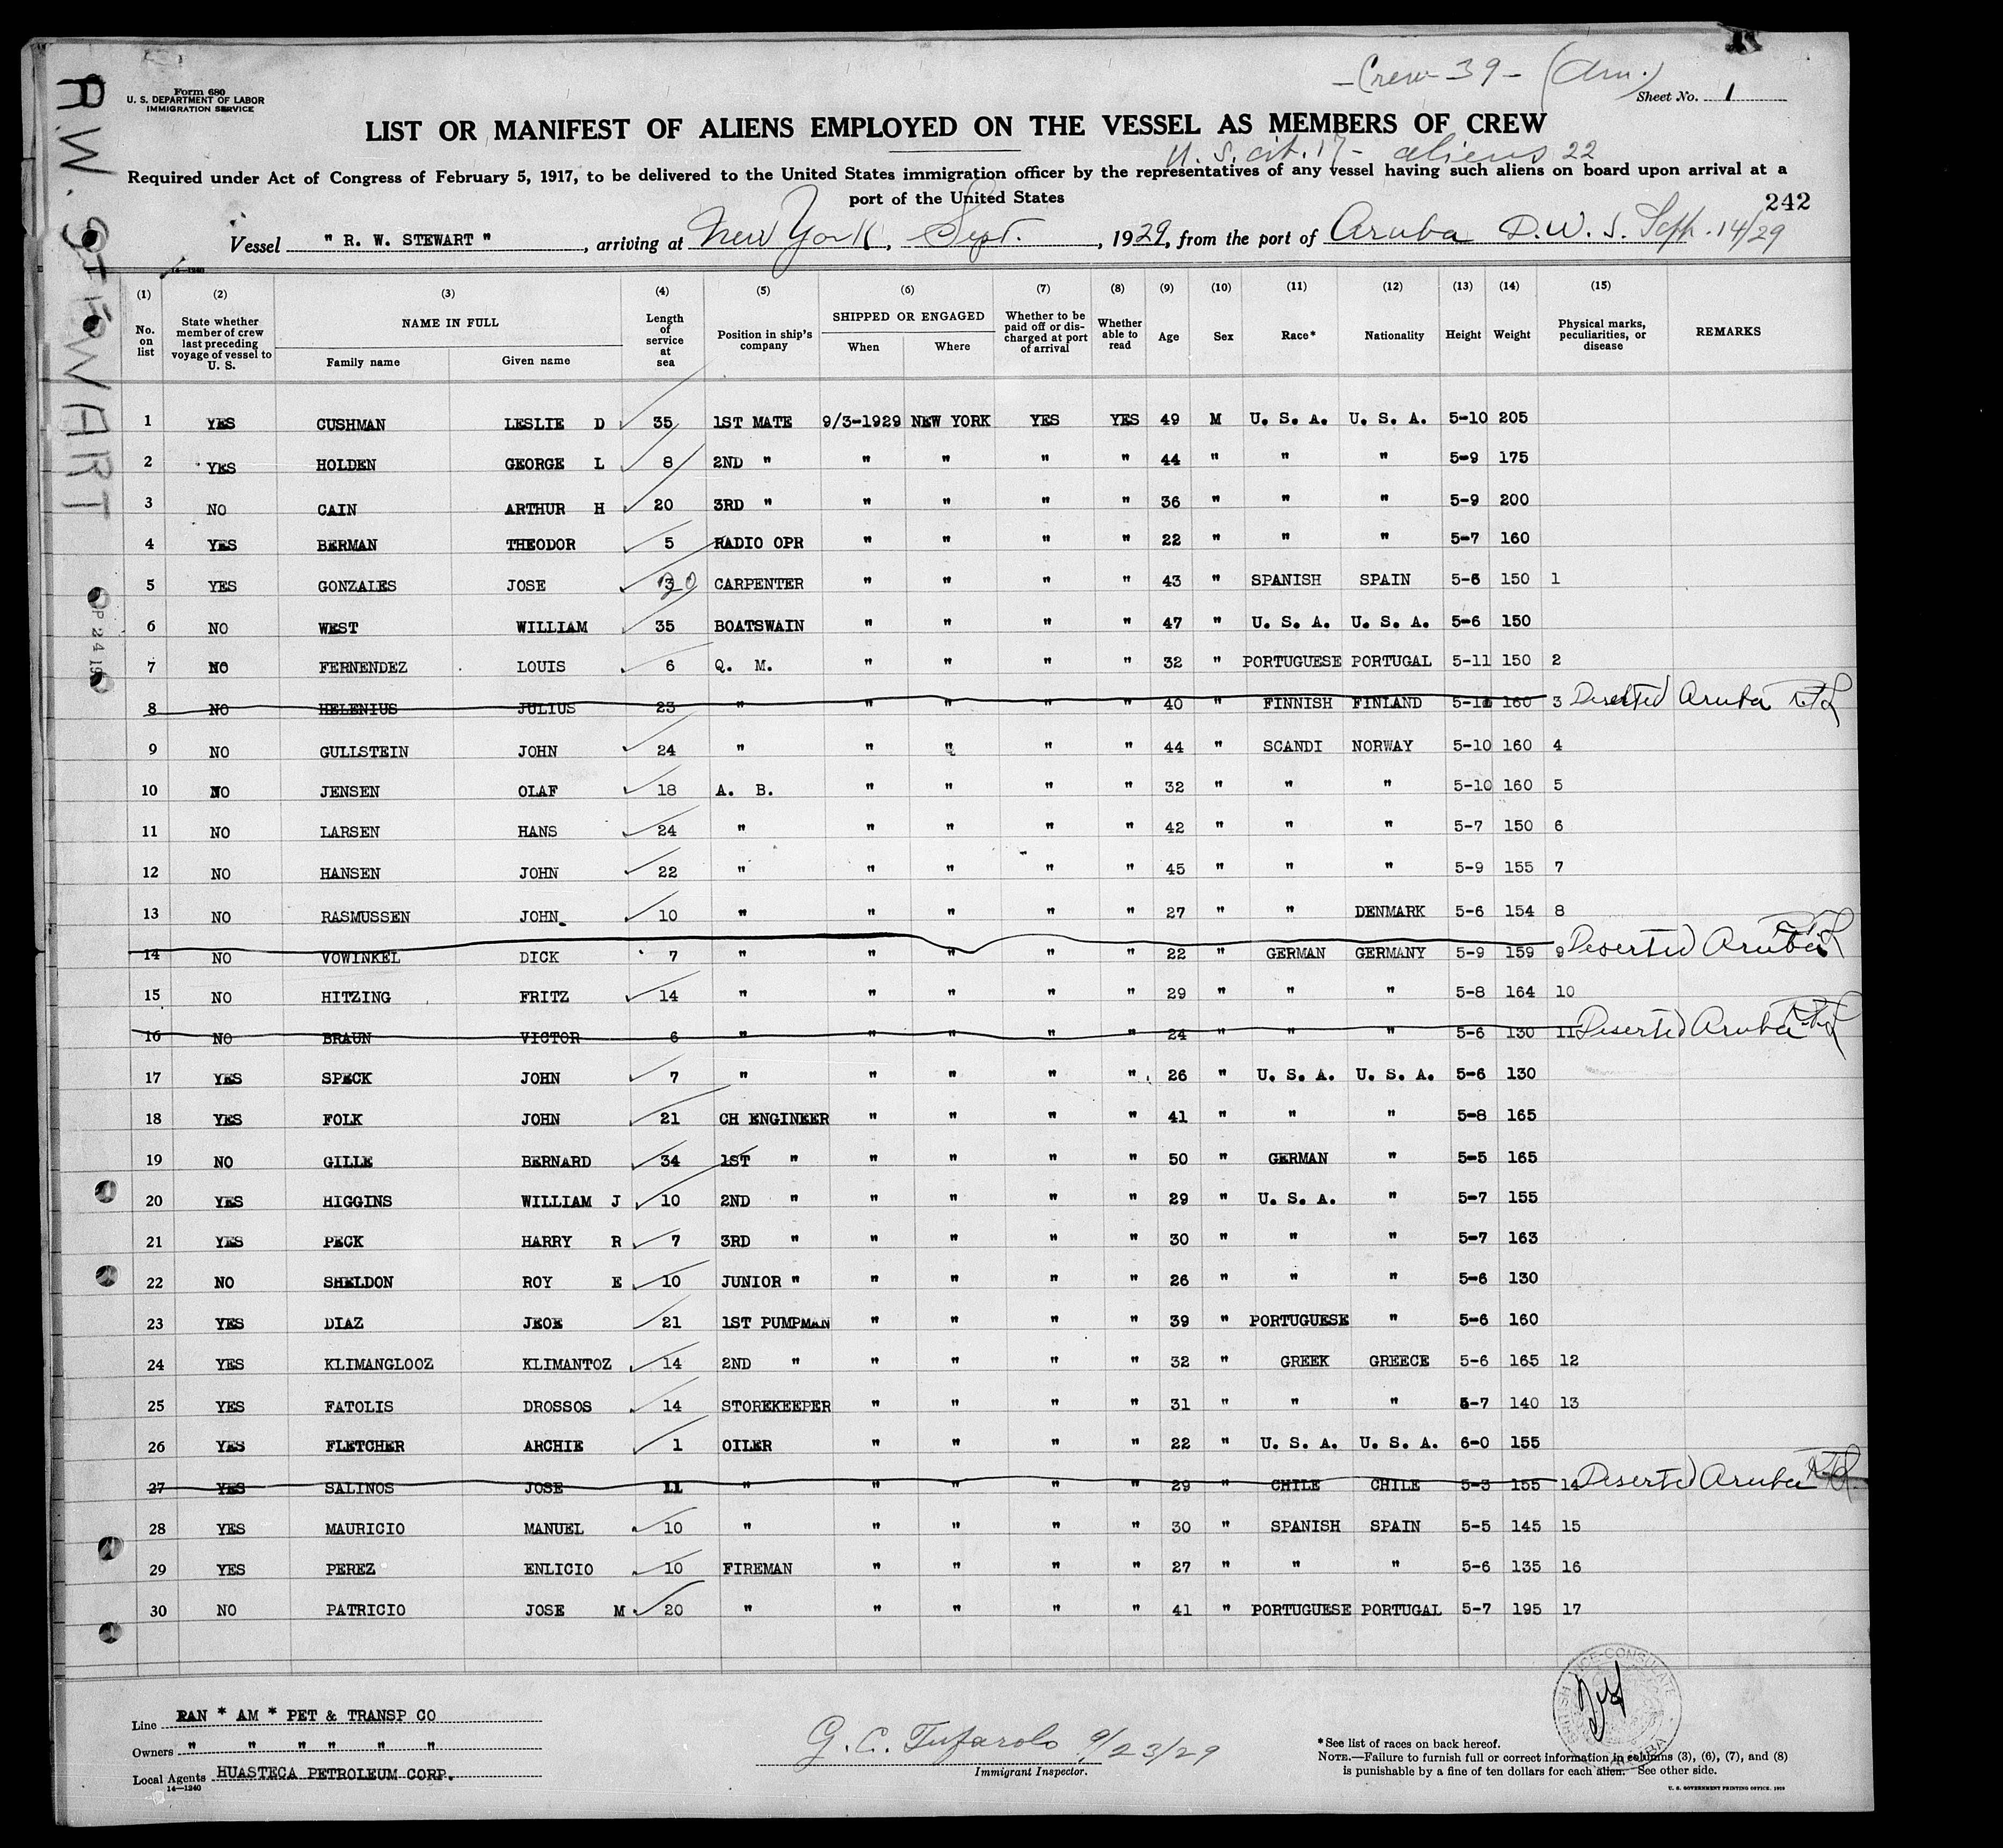 R.W. STEWART
Form 680
U. S. DEPARTMENT OF LABOR
IMMIGRATION SERVICE
- Crew 39 - (Am.)
Sheet No. 1
LIST OR MANIFEST OF ALIENS EMPLOYED ON THE VESSEL AS MEMBERS OF CREW
U. S. cit. 17 - aliens 22
Required under Act of Congress of February 5, 1917, to be delivered to the United States immigration officer by the representatives of any vessel having such aliens on board upon arrival at a
port of the United States
242
Vessel " R. W. STEWART " , arriving at New York, Sept. , 1929, from the port of Aruba D.W.I. Sept. 14/29
14-1240
(1) (2) (3) (4) (5) (6) (7) (8) (9) (10) (11) (12) (13) (14) (15)
No. on list State whether member of crew last preceding voyage of vessel to U. S. NAME IN FULL Family name Given name Length of service at sea Position in ship's company SHIPPED OR ENGAGED When Where Whether to be paid off or discharged at port of arrival Whether able to read Age Sex Race* Nationality Height Weight Physical marks, peculiarities, or disease REMARKS
1 YES CUSHMAN LESLIE D 35 1ST MATE 9/3-1929 NEW YORK YES YES 49 M U. S. A. U. S. A. 5-10 205
2 YES HOLDEN GEORGE L 8 2ND " " " " " 44 " " " 5-9 175
3 NO CAIN ARTHUR H 20 3RD " " " " " 36 " " " 5-9 200
4 YES BERMAN THEODOR 5 RADIO OPR " " " " 22 " " " 5-7 160
5 YES GONZALES JOSE 30 CARPENTER " " " " 43 " SPANISH SPAIN 5-6 150 1
6 NO WEST WILLIAM 35 BOATSWAIN " " " " 47 " U. S. A. U. S. A. 5-6 150
7 NO FERNENDEZ LOUIS 6 Q. M. " " " " 32 " PORTUGUESE PORTUGAL 5-11 150 2
8 NO HELENIUS JULIUS 23 " " " " " 40 " FINNISH FINLAND 5-11 160 3 Deserted Aruba
9 NO GULLSTEIN JOHN 24 " " " " " 44 " SCANDI NORWAY 5-10 160 4
10 NO JENSEN OLAF 18 A. B. " " " " 32 " " " 5-10 160 5
11 NO LARSEN HANS 24 " " " " " 42 " " " 5-7 150 6
12 NO HANSEN JOHN 22 " " " " " 45 " " " 5-9 155 7
13 NO RASMUSSEN JOHN 10 " " " " " 27 " " DENMARK 5-6 154 8
14 NO VOWINKEL DICK 7 " " " " " 22 " GERMAN GERMANY 5-9 159 9 Deserted Aruba
15 NO HITZING FRITZ 14 " " " " " 29 " " " 5-8 164 10
16 NO BRAUN VICTOR 6 " " " " " 24 " " " 5-6 130 11 Deserted Aruba
17 YES SPECK JOHN 7 " " " " " 26 " U. S. A. U. S. A. 5-6 130
18 YES FOLK JOHN 21 CH ENGINEER " " " " 41 " " " 5-8 165
19 NO GILLE BERNARD 34 1ST " " " " " 50 " GERMAN " 5-5 165
20 YES HIGGINS WILLIAM J 10 2ND " " " " " 29 " U. S. A. " 5-7 155
21 YES PECK HARRY R 7 3RD " " " " " 30 " " " 5-7 163
22 NO SHELDON ROY E 10 JUNIOR " " " " " 26 " " " 5-6 130
23 YES DIAZ JEOE 21 1ST PUMPMAN " " " " 39 " PORTUGUESE " 5-6 160
24 YES KLIMANGLOOZ KLIMANTOZ 14 2ND " " " " " 32 " GREEK GREECE 5-6 165 12
25 YES FATOLIS DROSSOS 14 STOREKEEPER " " " " 31 " " " 5-7 140 13
26 YES FLETCHER ARCHIE 1 OILER " " " " 22 " U. S. A. U. S. A. 6-0 155
27 YES SALINOS JOSE 11 " " " " " 29 " CHILE CHILE 5-3 155 14 Deserted Aruba
28 YES MAURICIO MANUEL 10 " " " " " 30 " SPANISH SPAIN 5-5 145 15
29 YES PEREZ ENLICIO 10 FIREMAN " " " " 27 " " " 5-6 135 16
30 NO PATRICIO JOSE M 20 " " " " " 41 " PORTUGUESE PORTUGAL 5-7 195 17
Line PAN * AM * PET & TRANSP CO
Owners " " " " " "
Local Agents HUASTECA PETROLEUM CORP.
14-1240
G. C. Tufarolo 9/23/29
Immigrant Inspector.
BRITISH VICE-CONSULATE ARUBA
*See list of races on back hereof.
NOTE.—Failure to furnish full or correct information in columns (3), (6), (7), and (8)
is punishable by a fine of ten dollars for each alien. See other side.
U. S. GOVERNMENT PRINTING OFFICE. 1929